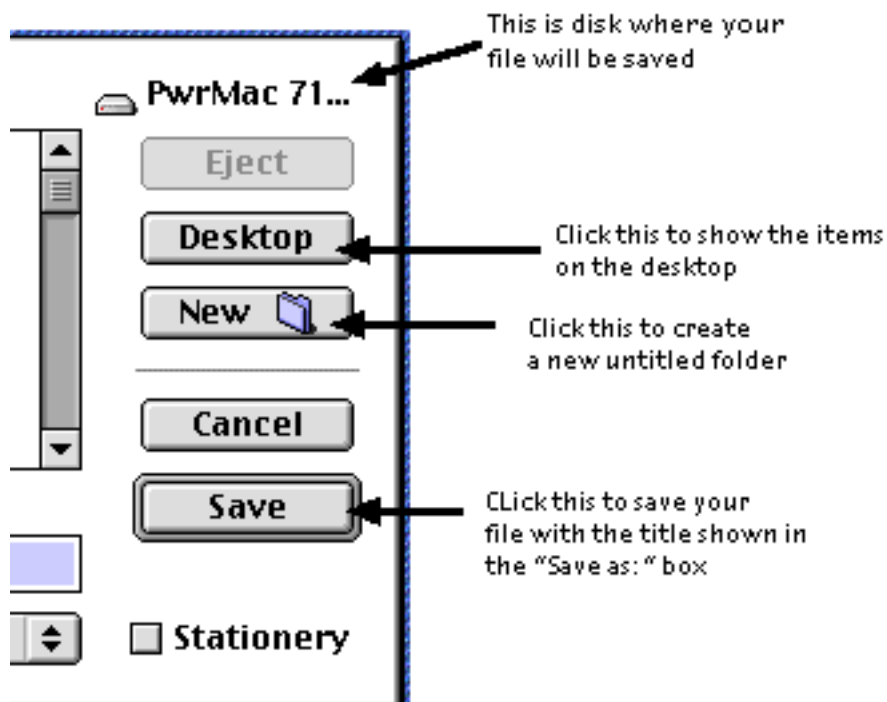 This is disk where your
file will be saved
PwrMac 71...
Eject
Desktop
Click this to show the items
on the desktop
New
Click this to create
a new untitled folder
Cancel
Save
CLick this to save your
file with the title shown in
the “Save as: “ box
Stationery